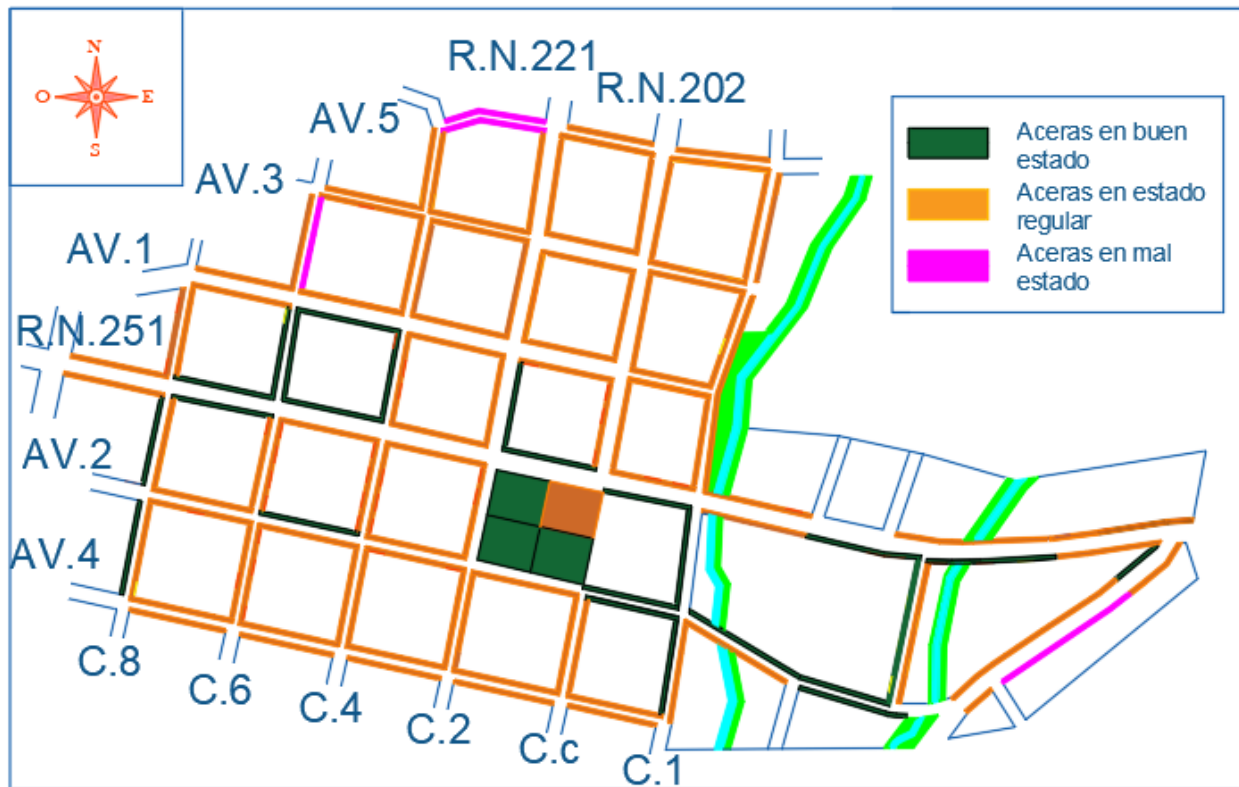 N
O
E
S
R.N.221
R.N.202
AV.5
AV.3
AV.1
R.N.251
AV.2
AV.4
C.8
C.6
C.4
C.2
C.c
C.1
Aceras en buen
estado
Aceras en estado
regular
Aceras en mal
estado